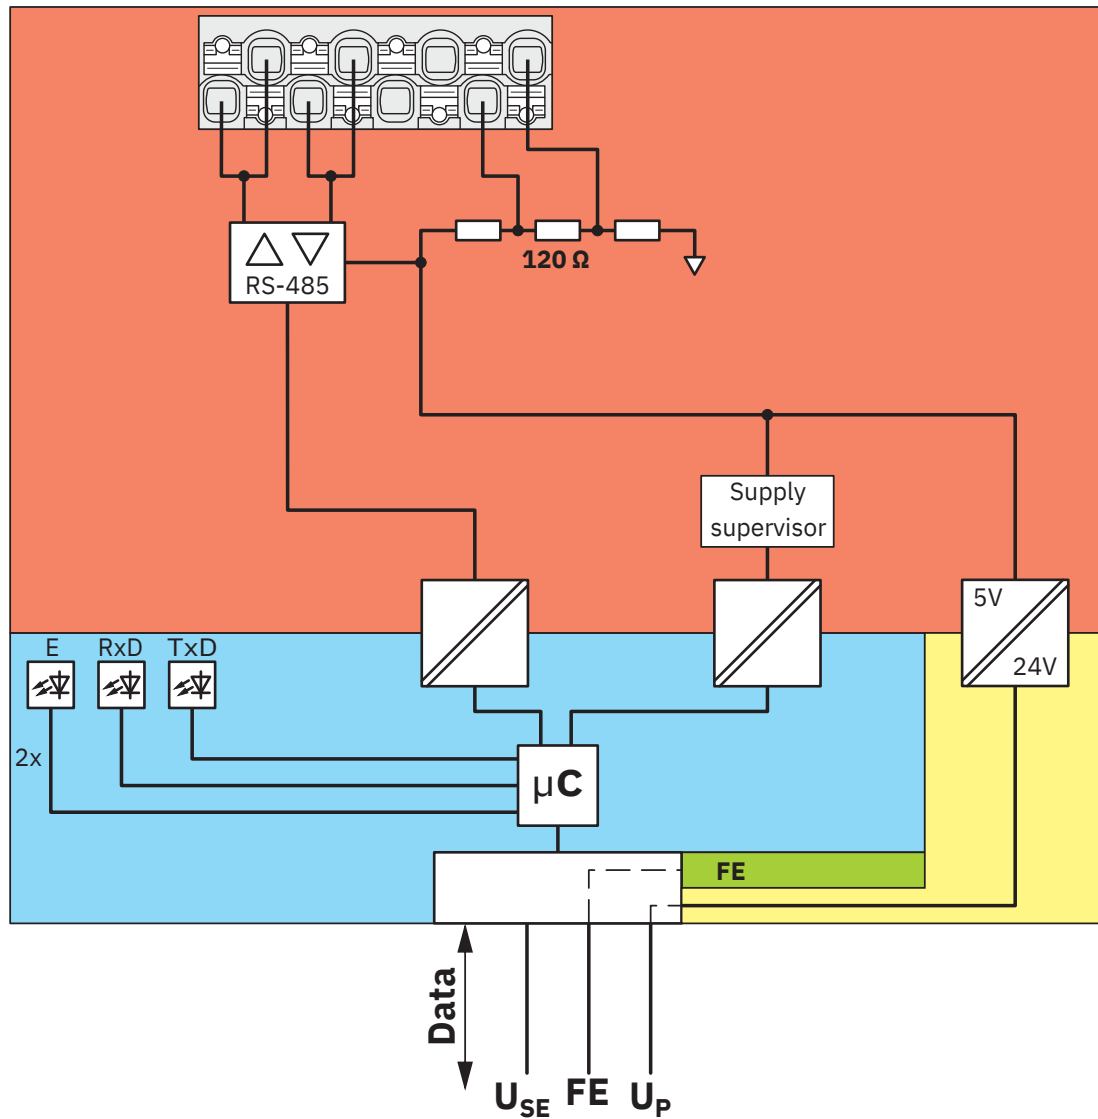 120 Ω
RS-485
Supply
supervisor
5V
24V
E RxD TxD
2x
µC
FE
Data
USE FE UP